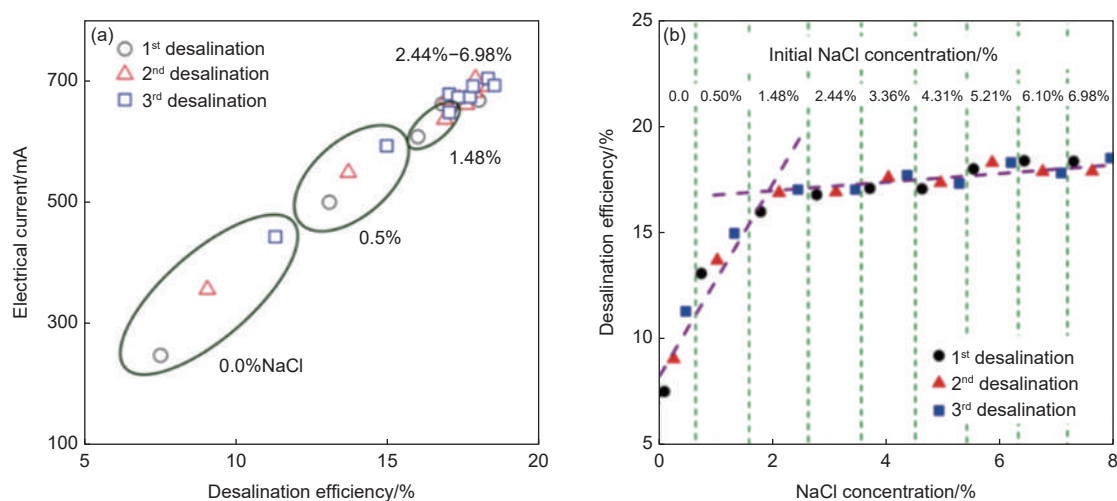 (a)
1st desalination
2nd desalination
3rd desalination
2.44%−6.98%
1.48%
0.5%
0.0%NaCl
700
500
300
100
5
10
15
20
Electrical current/mA
Desalination efficiency/%
(b)
Initial NaCl concentration/%
0.0 0.50% 1.48% 2.44% 3.36% 4.31% 5.21% 6.10% 6.98%
1st desalination
2nd desalination
3rd desalination
25
20
15
10
5
0
2
4
6
8
Desalination efficiency/%
NaCl concentration/%